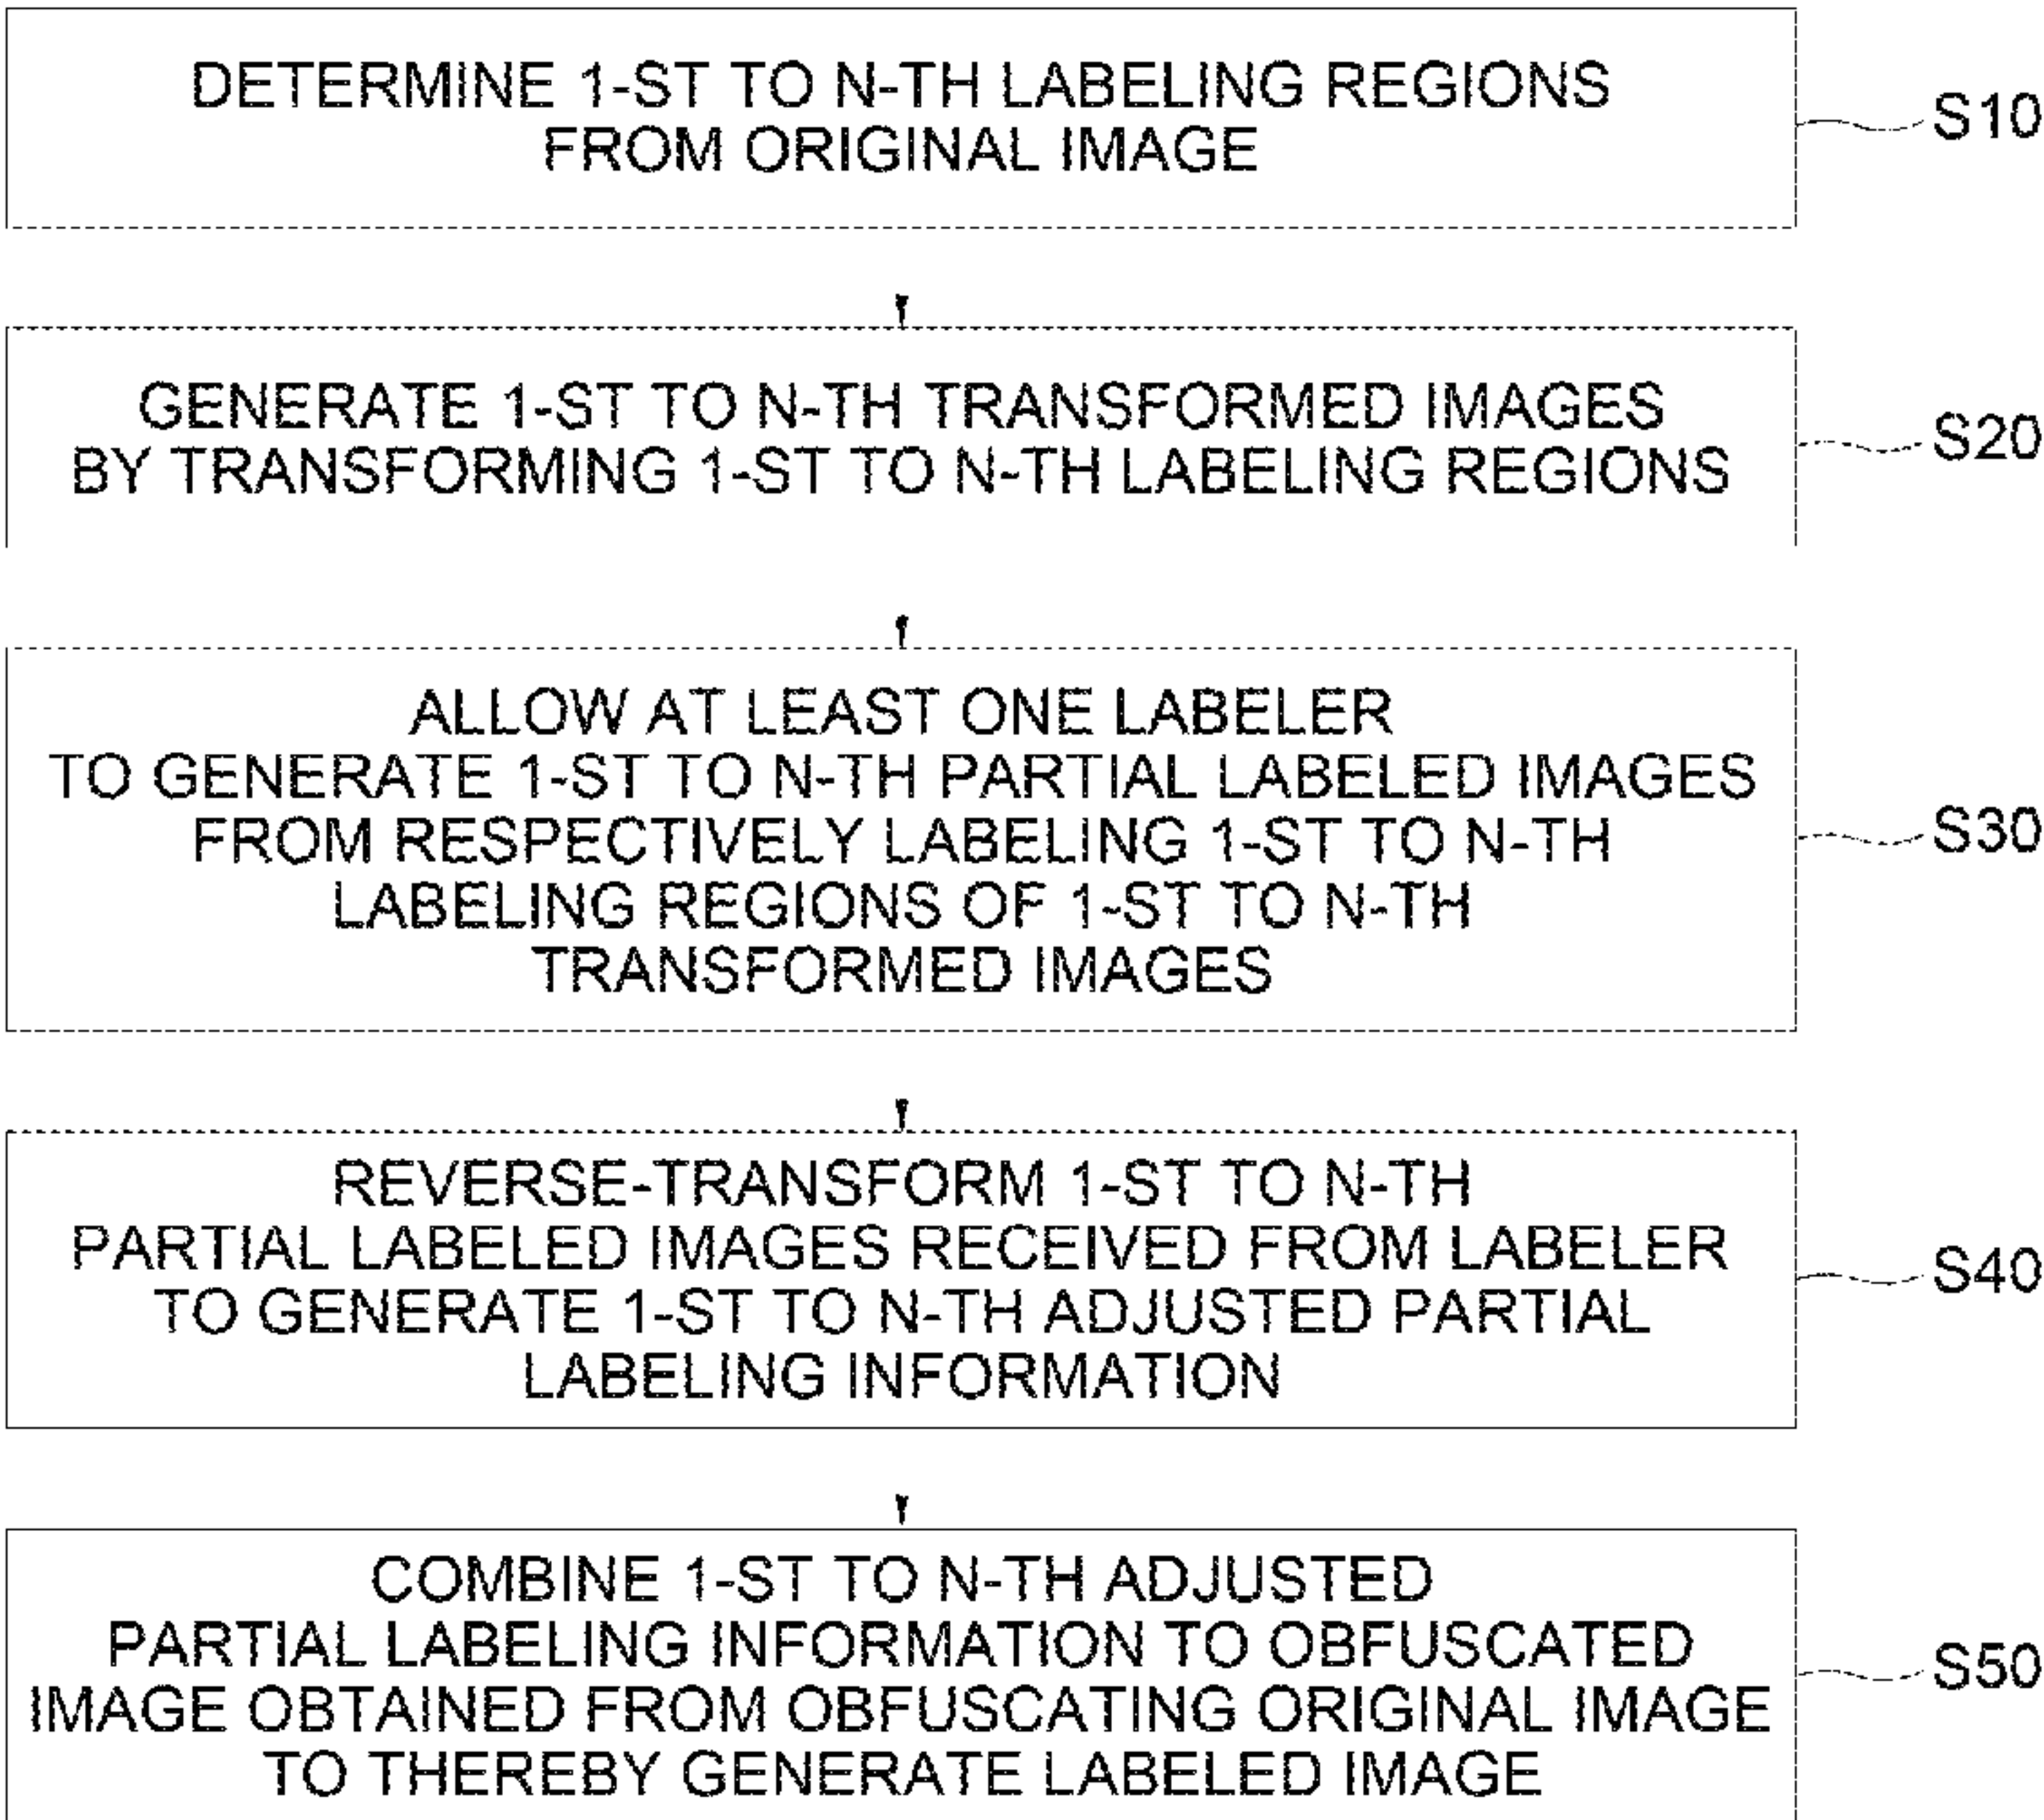 DETERMINE 1-ST TO N-TH LABELING REGIONS
FROM ORIGINAL IMAGE
S10
GENERATE 1-ST TO N-TH TRANSFORMED IMAGES
BY TRANSFORMING 1-ST TO N-TH LABELING REGIONS
S20
ALLOW AT LEAST ONE LABELER
TO GENERATE 1-ST TO N-TH PARTIAL LABELED IMAGES
FROM RESPECTIVELY LABELING 1-ST TO N-TH
LABELING REGIONS OF 1-ST TO N-TH
TRANSFORMED IMAGES
S30
REVERSE-TRANSFORM 1-ST TO N-TH
PARTIAL LABELED IMAGES RECEIVED FROM LABELER
TO GENERATE 1-ST TO N-TH ADJUSTED PARTIAL
LABELING INFORMATION
S40
COMBINE 1-ST TO N-TH ADJUSTED
PARTIAL LABELING INFORMATION TO OBFUSCATED
IMAGE OBTAINED FROM OBFUSCATING ORIGINAL IMAGE
TO THEREBY GENERATE LABELED IMAGE
S50